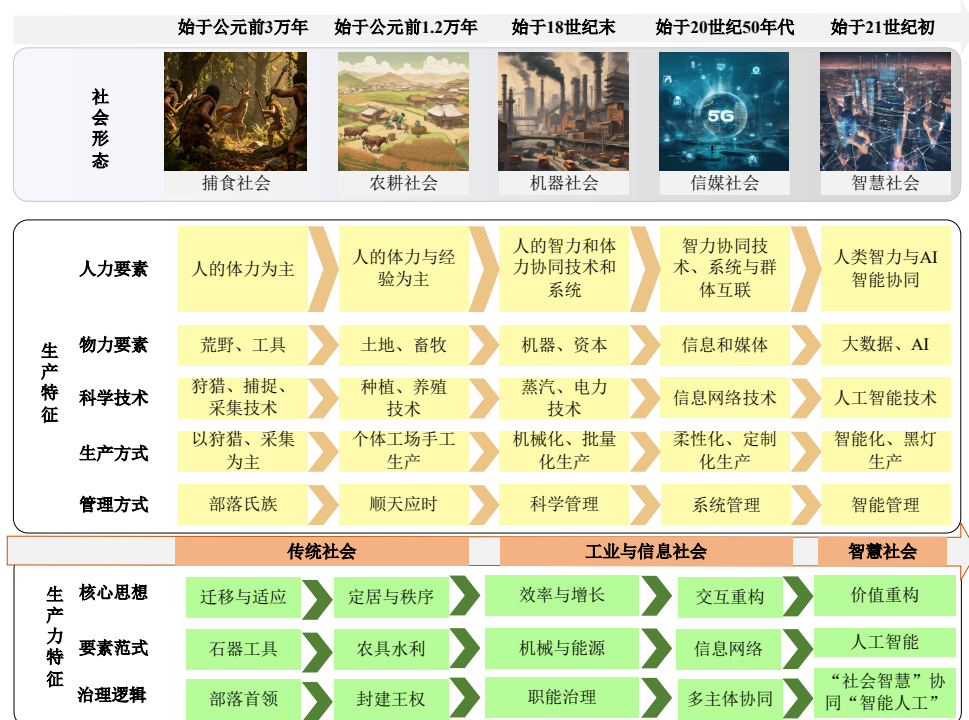 始于公元前3万年 始于公元前1.2万年 始于18世纪末 始于20世纪50年代 始于21世纪初
社会形态
5G
捕食社会 农耕社会 机器社会 信媒社会 智慧社会
生产特征
人力要素
人的体力为主
人的体力与经
验为主
人的智力和体
力协同技术和
系统
智力协同技
术、系统与群
体互联
人类智力与AI
智能协同
物力要素 荒野、工具 土地、畜牧 机器、资本 信息和媒体 大数据、AI
科学技术
狩猎、捕捉、
采集技术
种植、养殖
技术
蒸汽、电力
技术
信息网络技术
人工智能技术
生产方式
以狩猎、采集
为主
个体工场手工
生产
机械化、批量
化生产
柔性化、定制
化生产
智能化、黑灯
生产
管理方式 部落氏族 顺天应时 科学管理 系统管理 智能管理
传统社会 工业与信息社会 智慧社会
生产力特征
核心思想 迁移与适应 定居与秩序 效率与增长 交互重构 价值重构
要素范式 石器工具 农具水利 机械与能源 信息网络 人工智能
治理逻辑 部落首领 封建王权 职能治理 多主体协同
“社会智慧”协
同“智能人工”